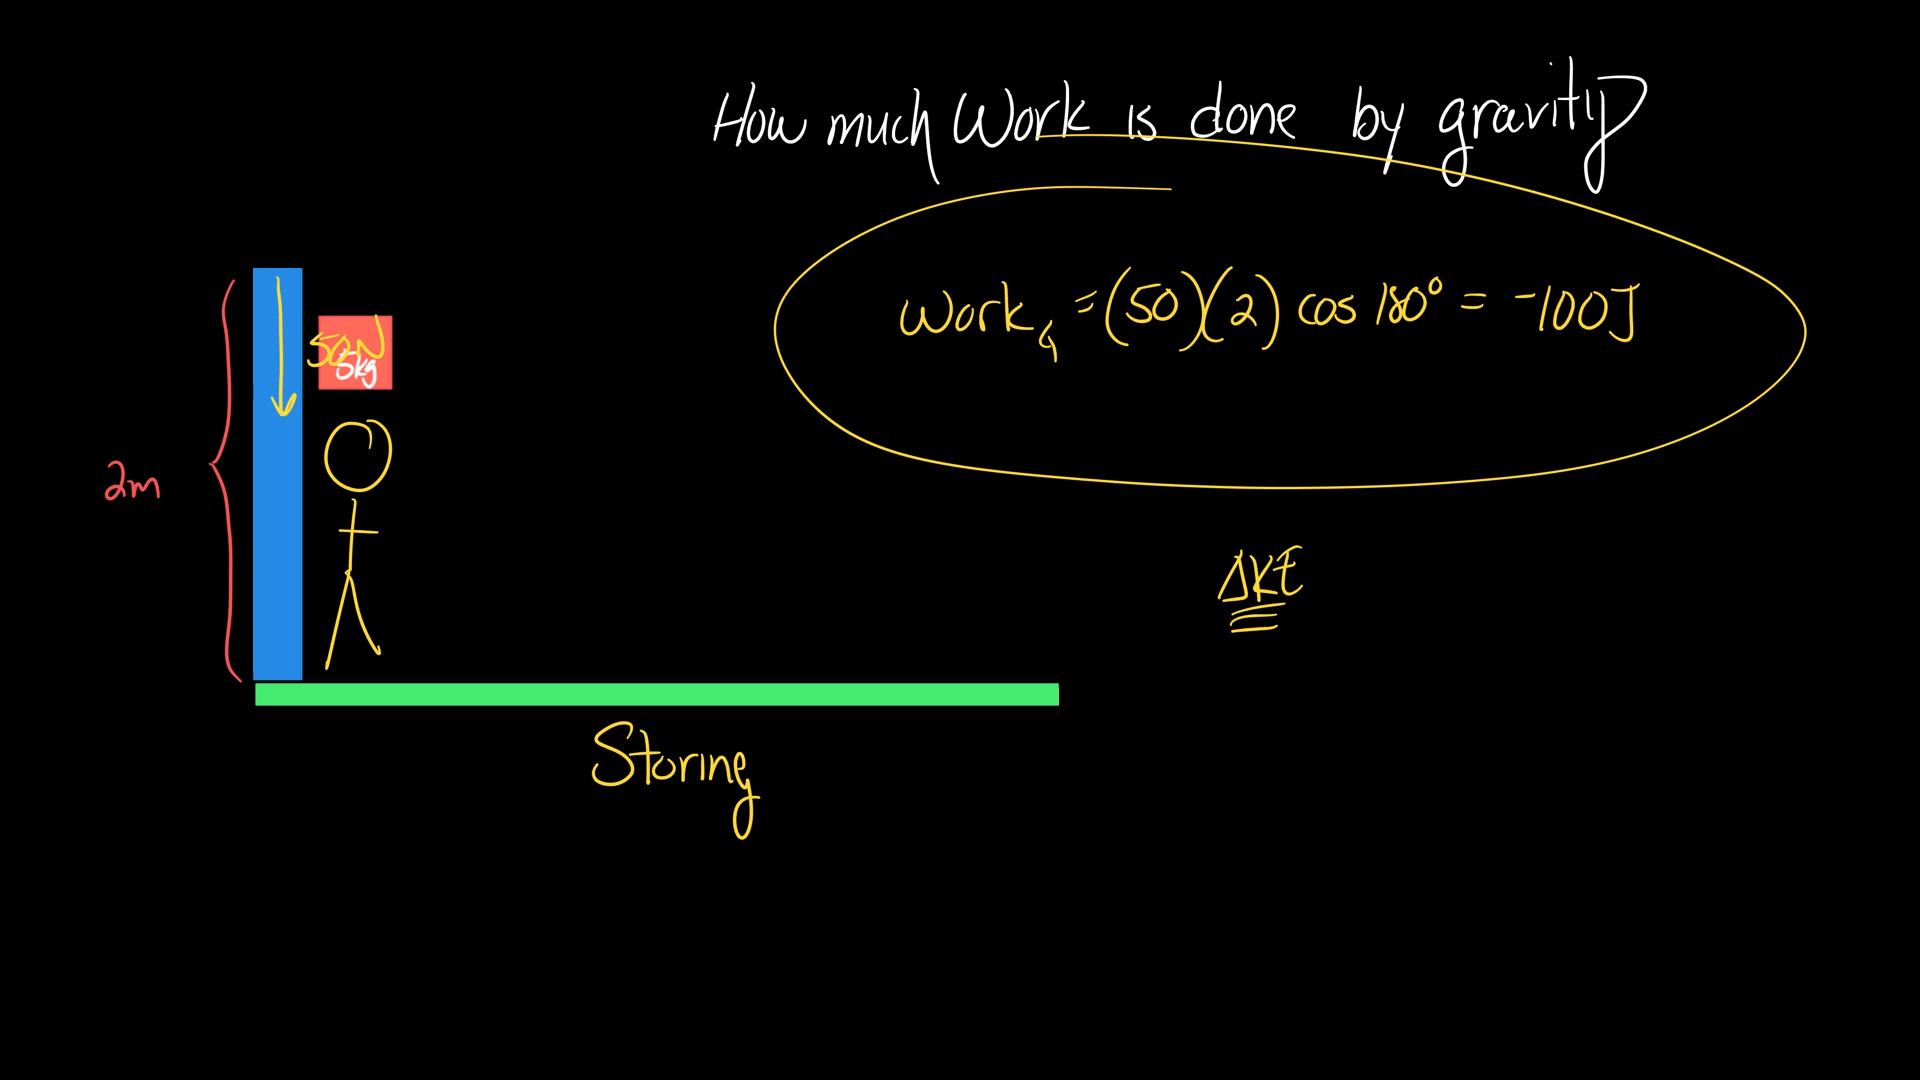 How much Work is done by gravity
Work_g = (50)(2) cos 180° = -100J
50N
5kg
2m
ΔKE
Storing